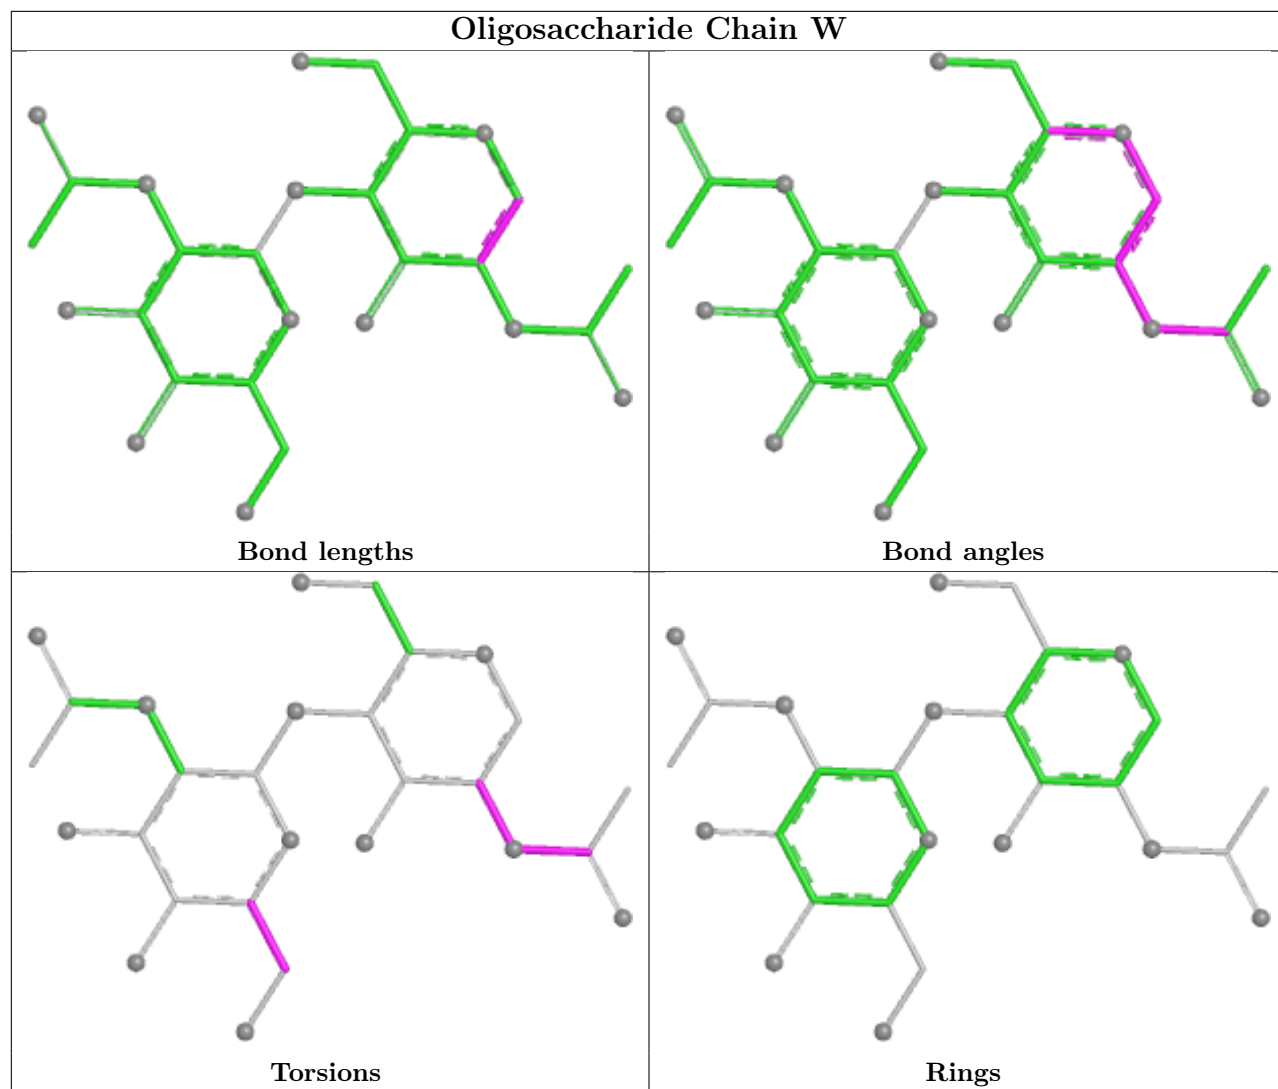 Oligosaccharide Chain W
Bond lengths
Bond angles
Torsions
Rings